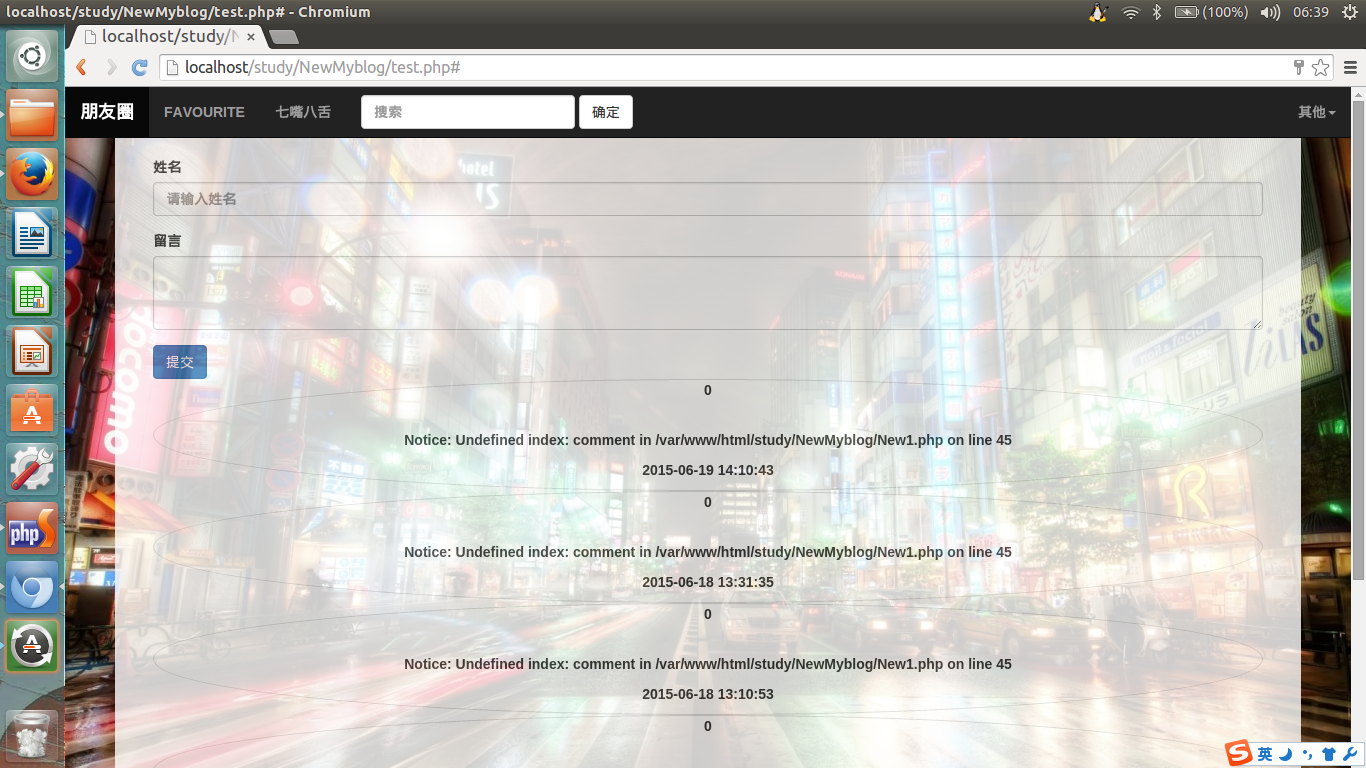 localhost/study/NewMyblog/test.php# - Chromium
(100%)
06:39
localhost/study/N
localhost/study/NewMyblog/test.php#
朋友圈
FAVOURITE
七嘴八舌
搜索
确定
其他
hotel
姓名
请输入姓名
留言
提交
0
Notice: Undefined index: comment in /var/www/html/study/NewMyblog/New1.php on line 45
2015-06-19 14:10:43
0
Notice: Undefined index: comment in /var/www/html/study/NewMyblog/New1.php on line 45
2015-06-18 13:31:35
0
Notice: Undefined index: comment in /var/www/html/study/NewMyblog/New1.php on line 45
2015-06-18 13:10:53
0
docomo
beauty
salon
php
S
英